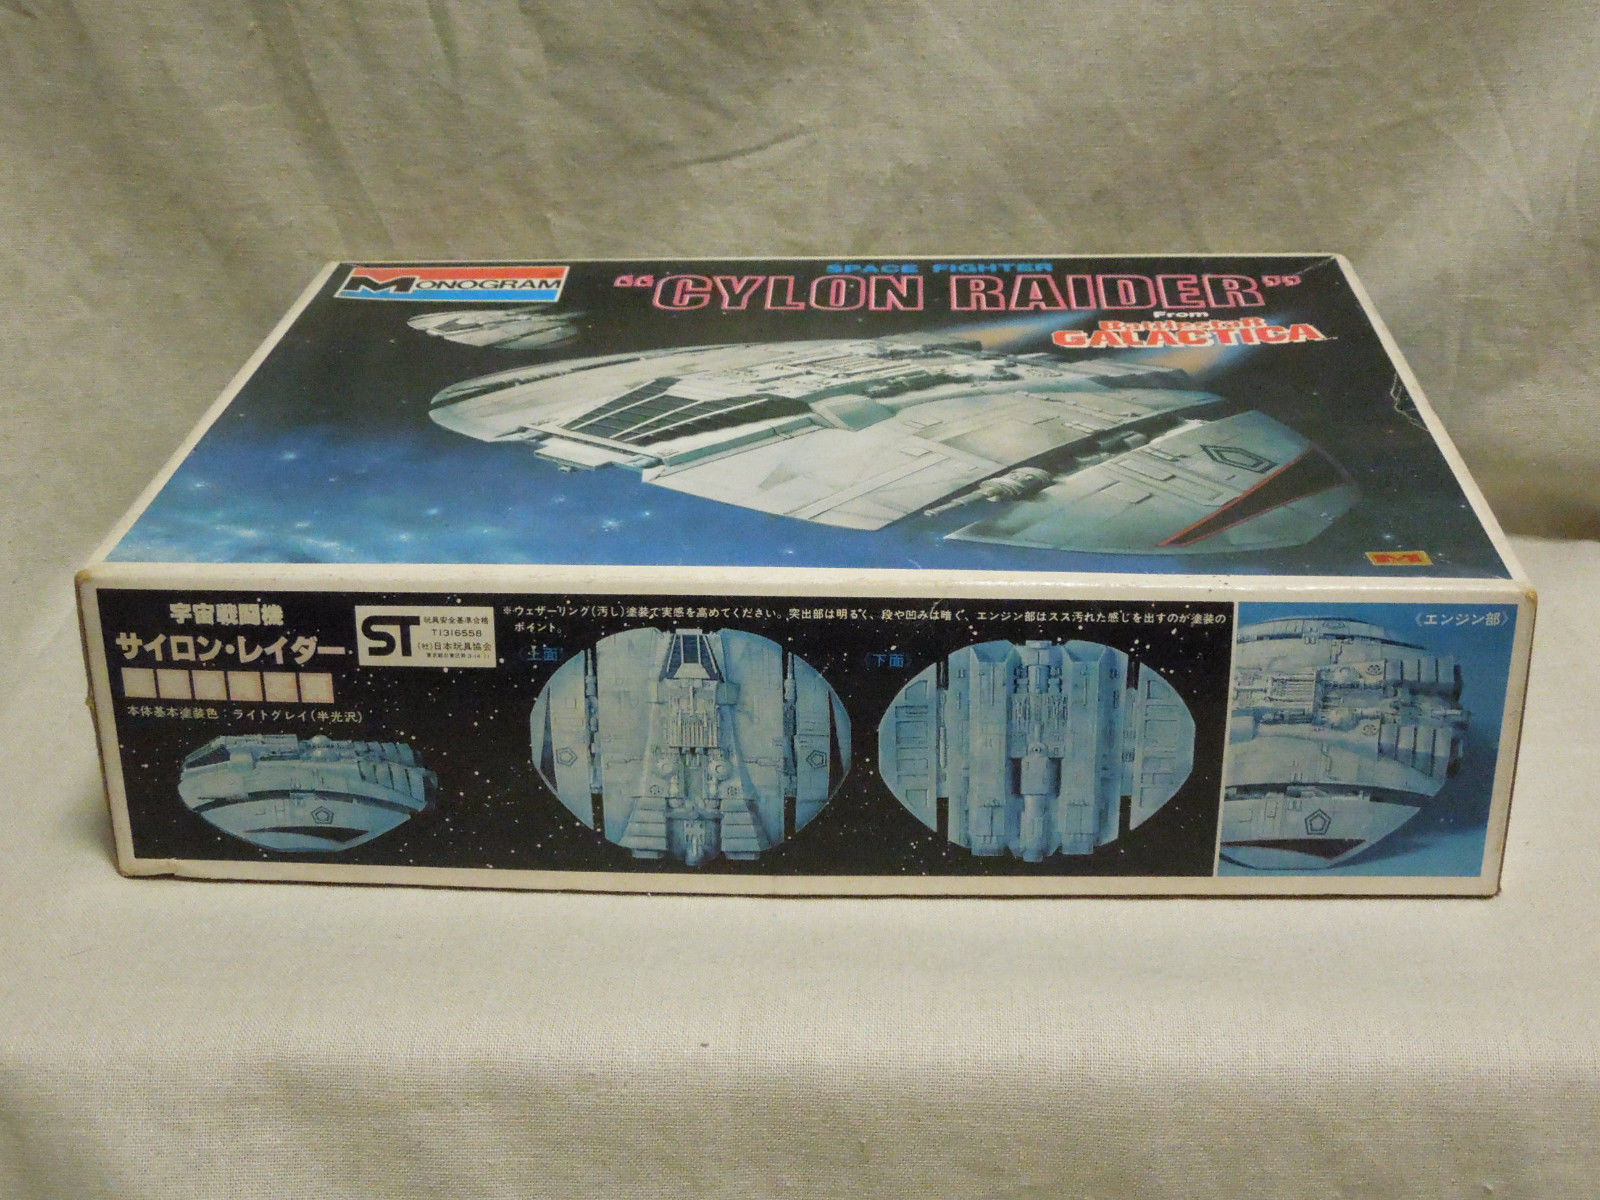 MONOGRAM
SPACE FIGHTER
"CYLON RAIDER"
From
Battlestar
GALACTICA
M
宇宙戦闘機
サイロン・レイダー
ST
玩具安全基準合格
T1316558
(社)日本玩具協会
本体基本塗装色：ライトグレイ(半光沢)
※ウェザーリング(汚し)塗装で実感を高めてください。突出部は明るく、段や凹みは暗く、エンジン部はスス汚れた感じを出すのが塗装の
ポイント。
《上面》
《下面》
《エンジン部》